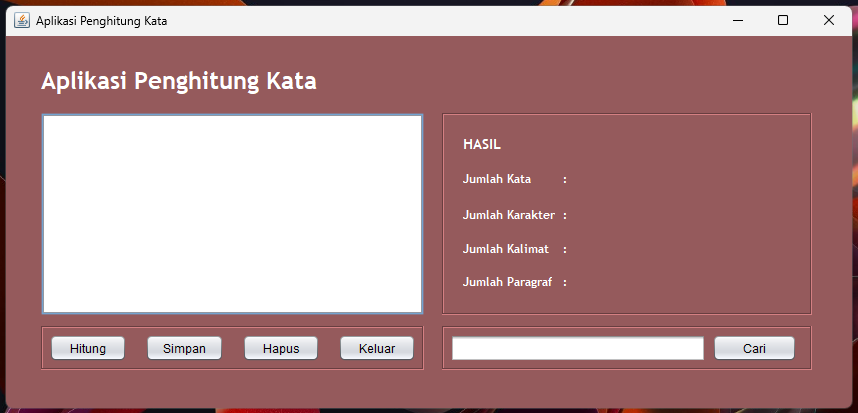 Aplikasi Penghitung Kata
Aplikasi Penghitung Kata
HASIL
Jumlah Kata :
Jumlah Karakter :
Jumlah Kalimat :
Jumlah Paragraf :
Hitung Simpan Hapus Keluar
Cari